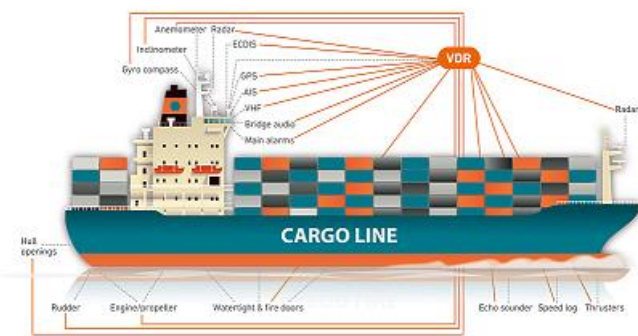 Anemometer Radar
Inclinometer
ECDIS
Gyro compass
VDR
GPS
AIS
VHF
Bridge audio
Main alarms
Radar
CARGO LINE
Hull
openings
Rudder
Engine/propeller
Watertight & fire doors
Echo sounder
Speed log
Thrusters